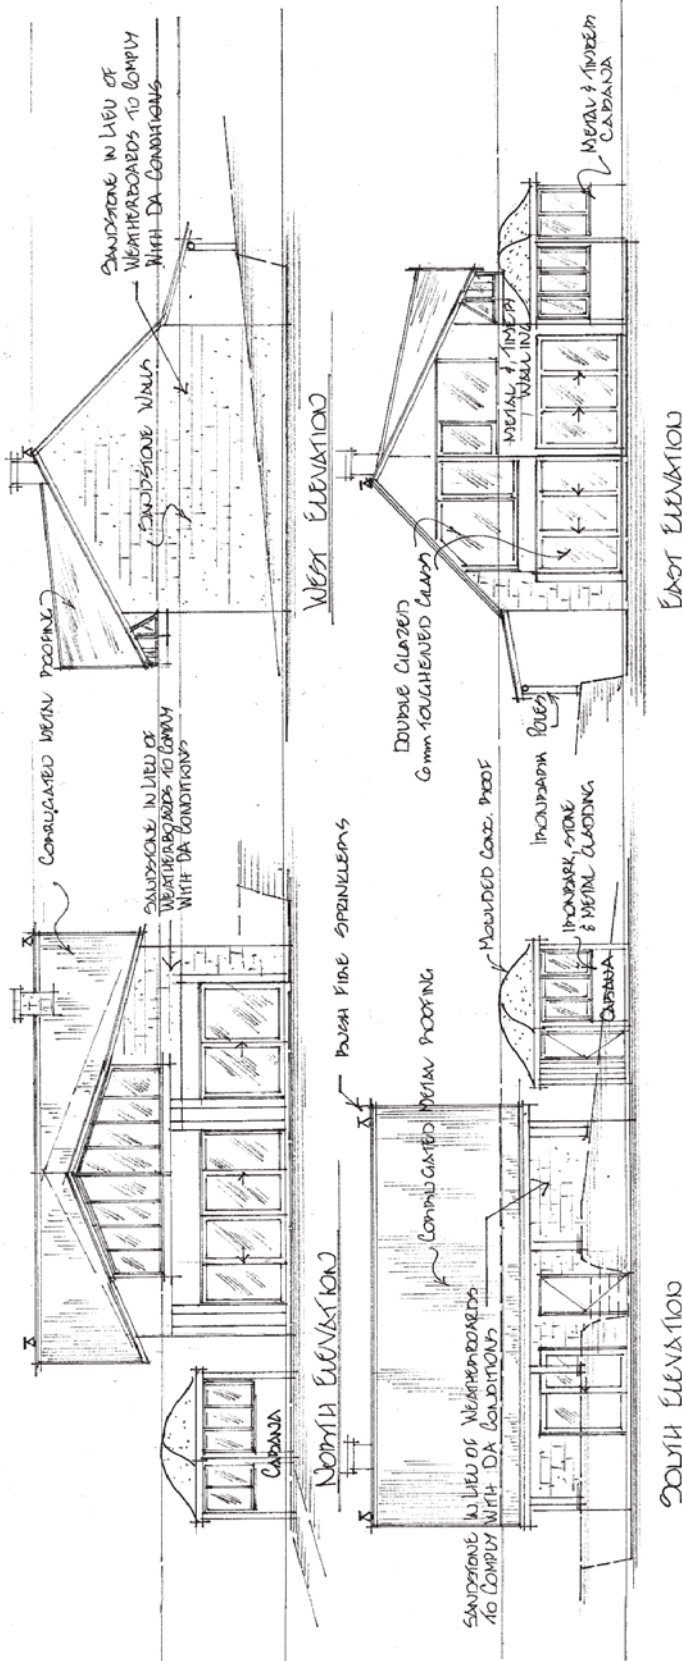 CORRUGATED METAL ROOFING
SANDSTONE IN LIEU OF
WEATHERBOARDS TO COMPLY
WITH DA CONDITIONS
CABANA
NORTH ELEVATION
SANDSTONE IN LIEU OF
WEATHERBOARDS TO COMPLY
WITH DA CONDITIONS
SANDSTONE WALLS
WEST ELEVATION
BUSH FIRE SPRINKLERS
CORRUGATED METAL ROOFING
SANDSTONE IN LIEU OF WEATHERBOARDS
TO COMPLY WITH DA CONDITIONS
MOULDED CONC. ROOF
IRONBARK, STONE
& METAL CLADDING
CABANA
SOUTH ELEVATION
DOUBLE GLAZED
6mm TOUGHENED GLASS
IRONBARK POLES
METAL & TIMBER
WALLING
METAL & TIMBER
CABANA
EAST ELEVATION